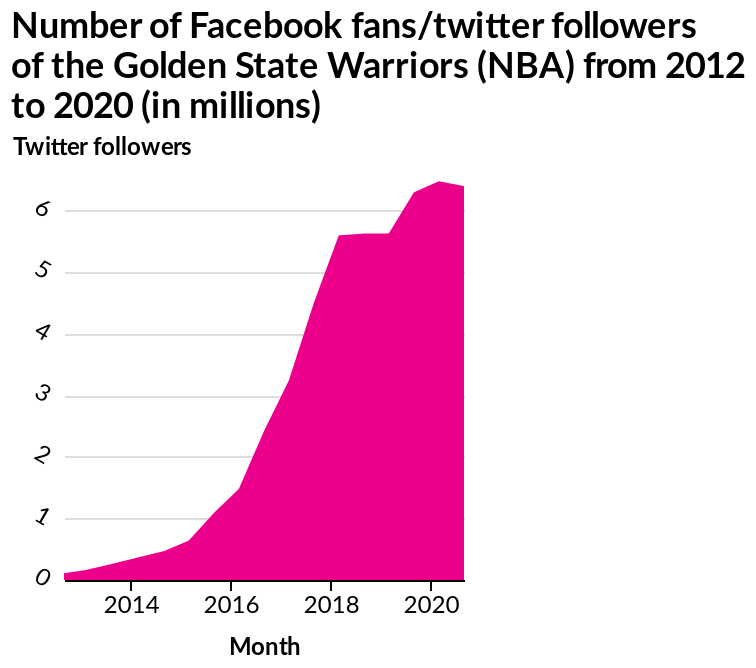 Number of Facebook fans/twitter followers
of the Golden State Warriors (NBA) from 2012
to 2020 (in millions)
Twitter followers
6
5
4
3
2
1
0
2014 2016 2018 2020
Month